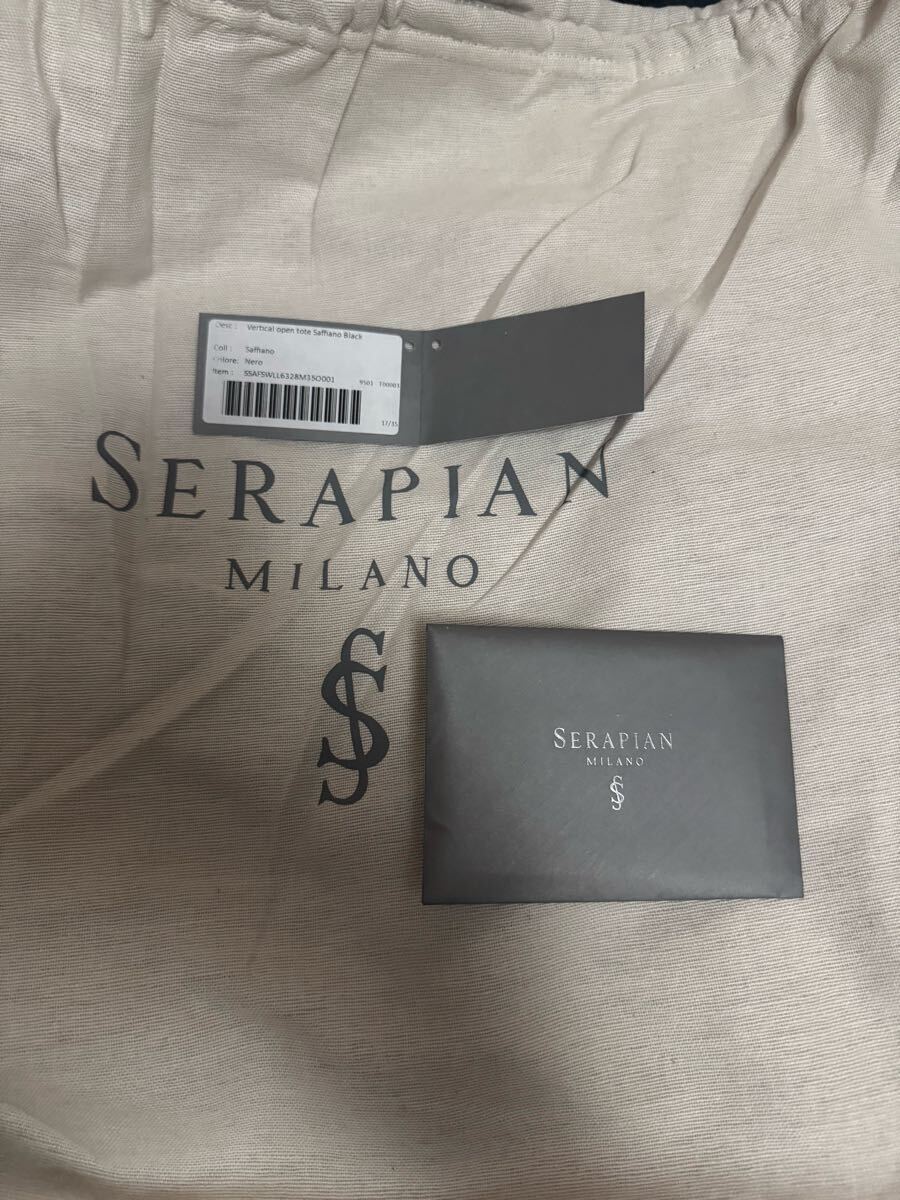 Desc : Vertical open tote Saffiano Black
Coll : Saffiano
Colore: Nero
Item : SSAFSWLL6328M35O001
9501 T00001
17/35
SERAPIAN
MILANO
SERAPIAN
MILANO